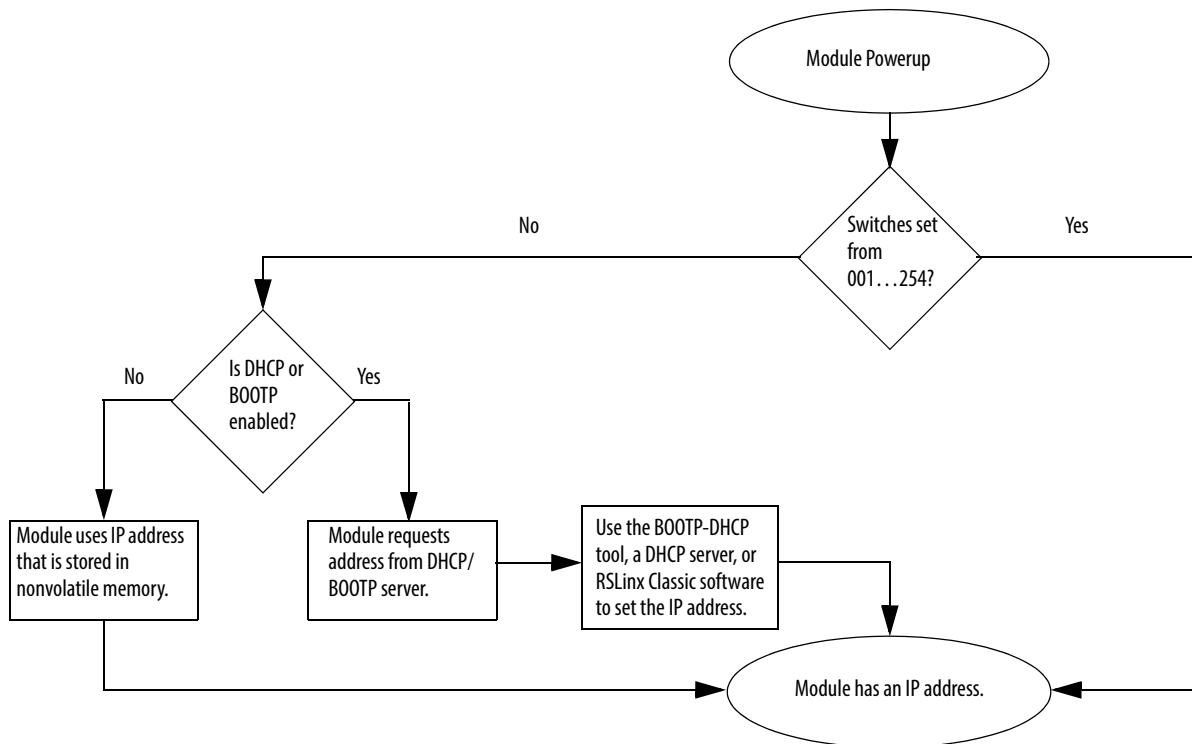 Module Powerup
Switches set
from
001…254?
No
Yes
Is DHCP or
BOOTP
enabled?
No
Yes
Module uses IP address
that is stored in
nonvolatile memory.
Module requests
address from DHCP/
BOOTP server.
Use the BOOTP-DHCP
tool, a DHCP server, or
RSLinx Classic software
to set the IP address.
Module has an IP address.